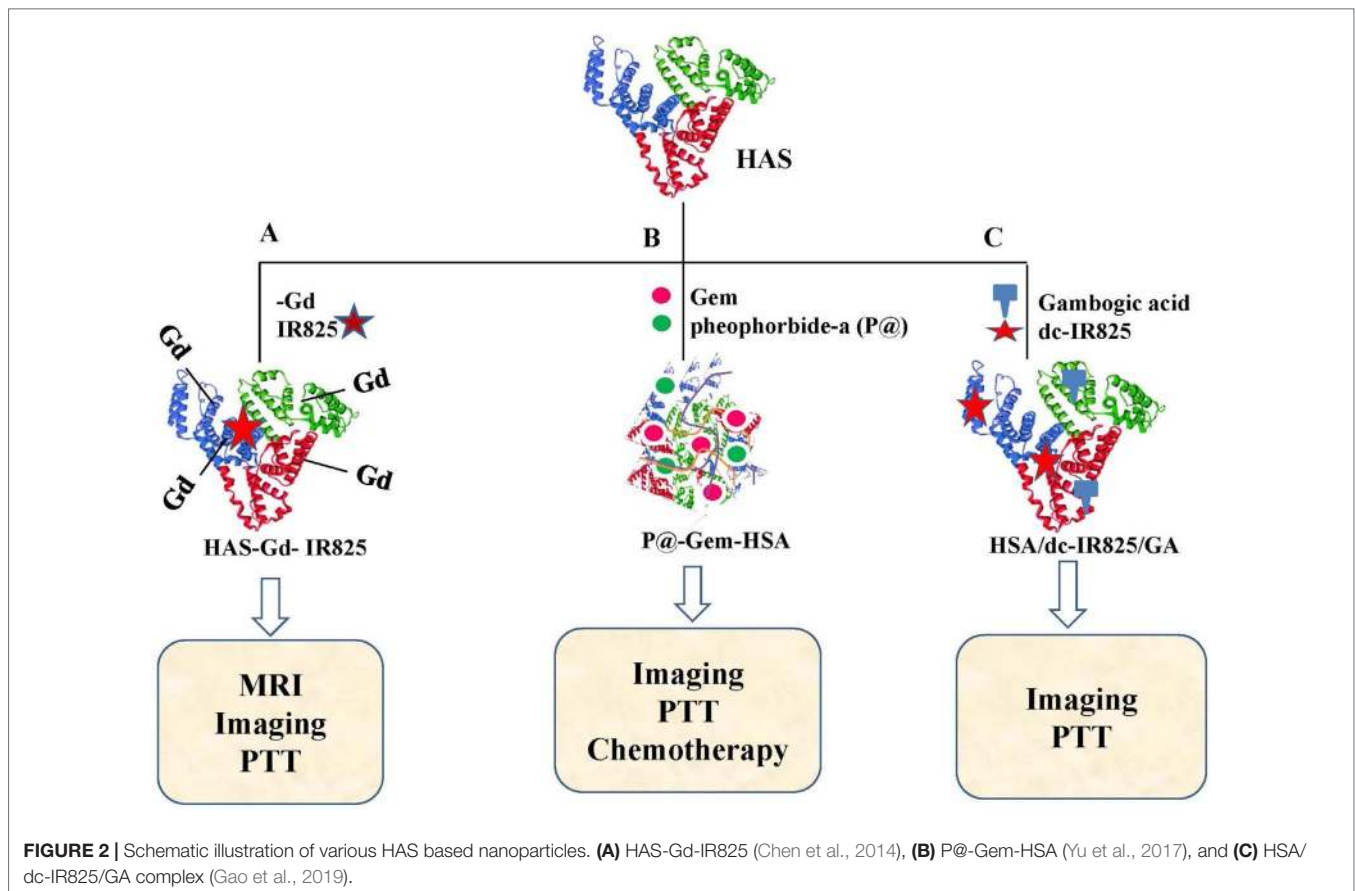 HAS
A
B
C
-Gd
IR825
Gem
pheophorbide-a (P@)
Gambogic acid
dc-IR825
Gd
Gd
Gd
Gd
HAS-Gd- IR825
P@-Gem-HSA
HSA/dc-IR825/GA
MRI
Imaging
PTT
Imaging
PTT
Chemotherapy
Imaging
PTT
FIGURE 2 | Schematic illustration of various HAS based nanoparticles. (A) HAS-Gd-IR825 (Chen et al., 2014), (B) P@-Gem-HSA (Yu et al., 2017), and (C) HSA/
dc-IR825/GA complex (Gao et al., 2019).